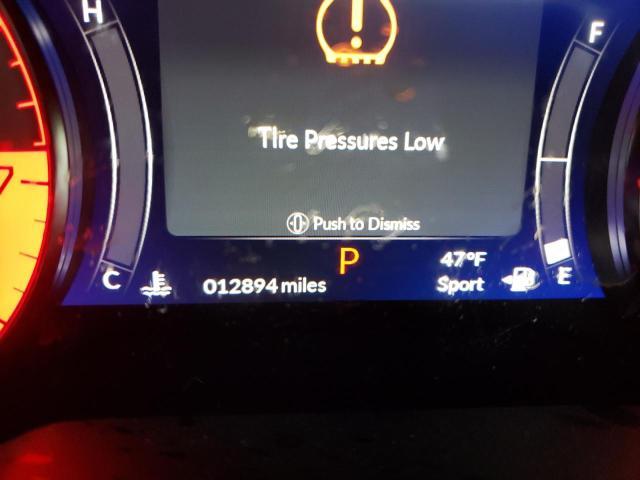 H
F
Tire Pressures Low
Push to Dismiss
P
47°F
C
012894 miles
Sport
E